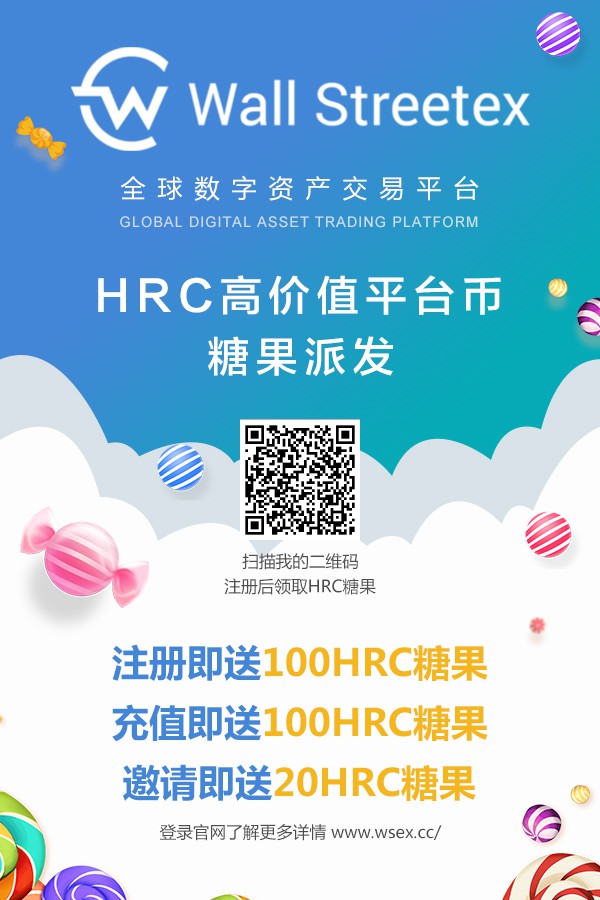 Wall Streetex
全球数字资产交易平台
GLOBAL DIGITAL ASSET TRADING PLATFORM
HRC高价值平台币
糖果派发
扫描我的二维码
注册后领取HRC糖果
注册即送100HRC糖果
充值即送100HRC糖果
邀请即送20HRC糖果
登录官网了解更多详情 www.wsex.cc/